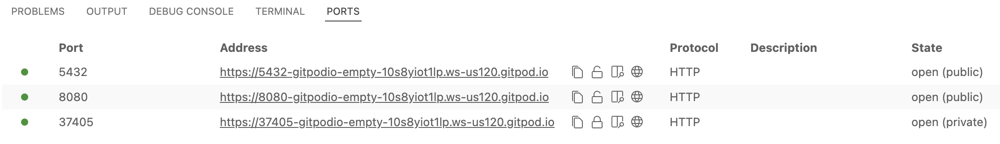 PROBLEMS OUTPUT DEBUG CONSOLE TERMINAL PORTS
Port Address Protocol Description State
5432 https://5432-gitpodio-empty-10s8yiot1lp.ws-us120.gitpod.io HTTP open (public)
8080 https://8080-gitpodio-empty-10s8yiot1lp.ws-us120.gitpod.io HTTP open (public)
37405 https://37405-gitpodio-empty-10s8yiot1lp.ws-us120.gitpod.io HTTP open (private)